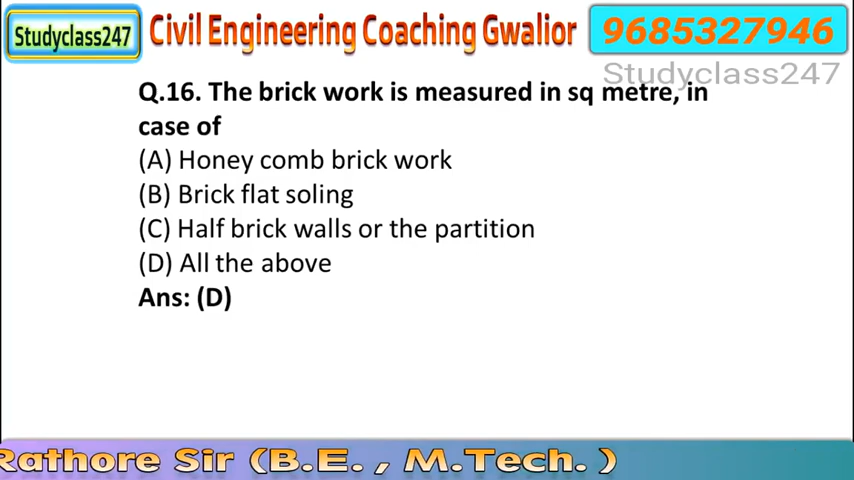 Studyclass247 Civil Engineering Coaching Gwalior 9685327946
Studyclass247
Q.16. The brick work is measured in sq metre, in
case of
(A) Honey comb brick work
(B) Brick flat soling
(C) Half brick walls or the partition
(D) All the above
Ans: (D)
Rathore Sir (B.E. , M.Tech. )